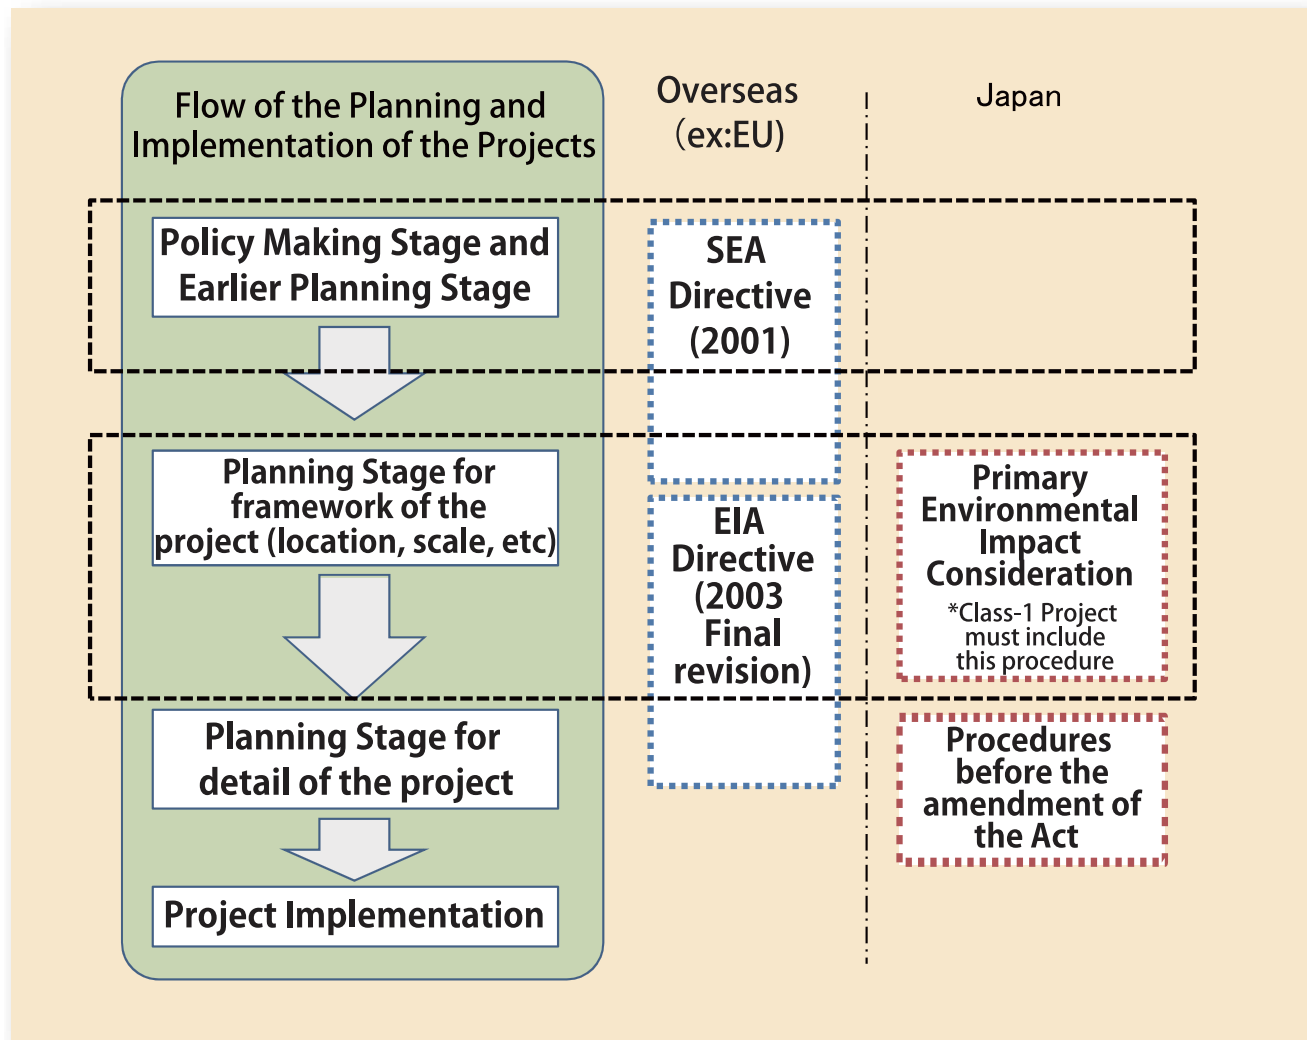 Flow of the Planning and
Implementation of the Projects
Overseas
(ex:EU)
Japan
Policy Making Stage and
Earlier Planning Stage
SEA
Directive
(2001)
Planning Stage for
framework of the
project (location, scale, etc)
EIA
Directive
(2003
Final
revision)
Primary
Environmental
Impact
Consideration
*Class-1 Project
must include
this procedure
Planning Stage for
detail of the project
Procedures
before the
amendment of
the Act
Project Implementation